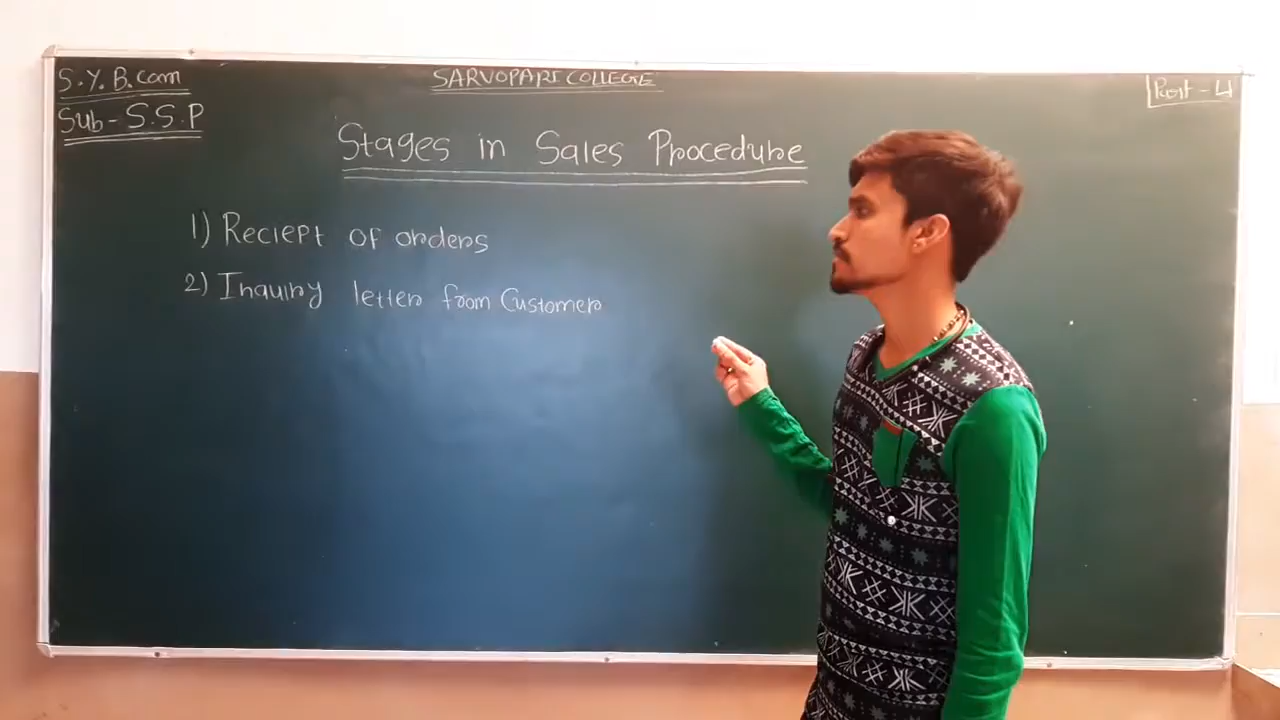 S.Y. B.com
SARVOPARI COLLEGE
Part - 4
Sub - S.S.P
Stages in Sales Procedure
1) Reciept of orders
2) Inquiry letter from Customer